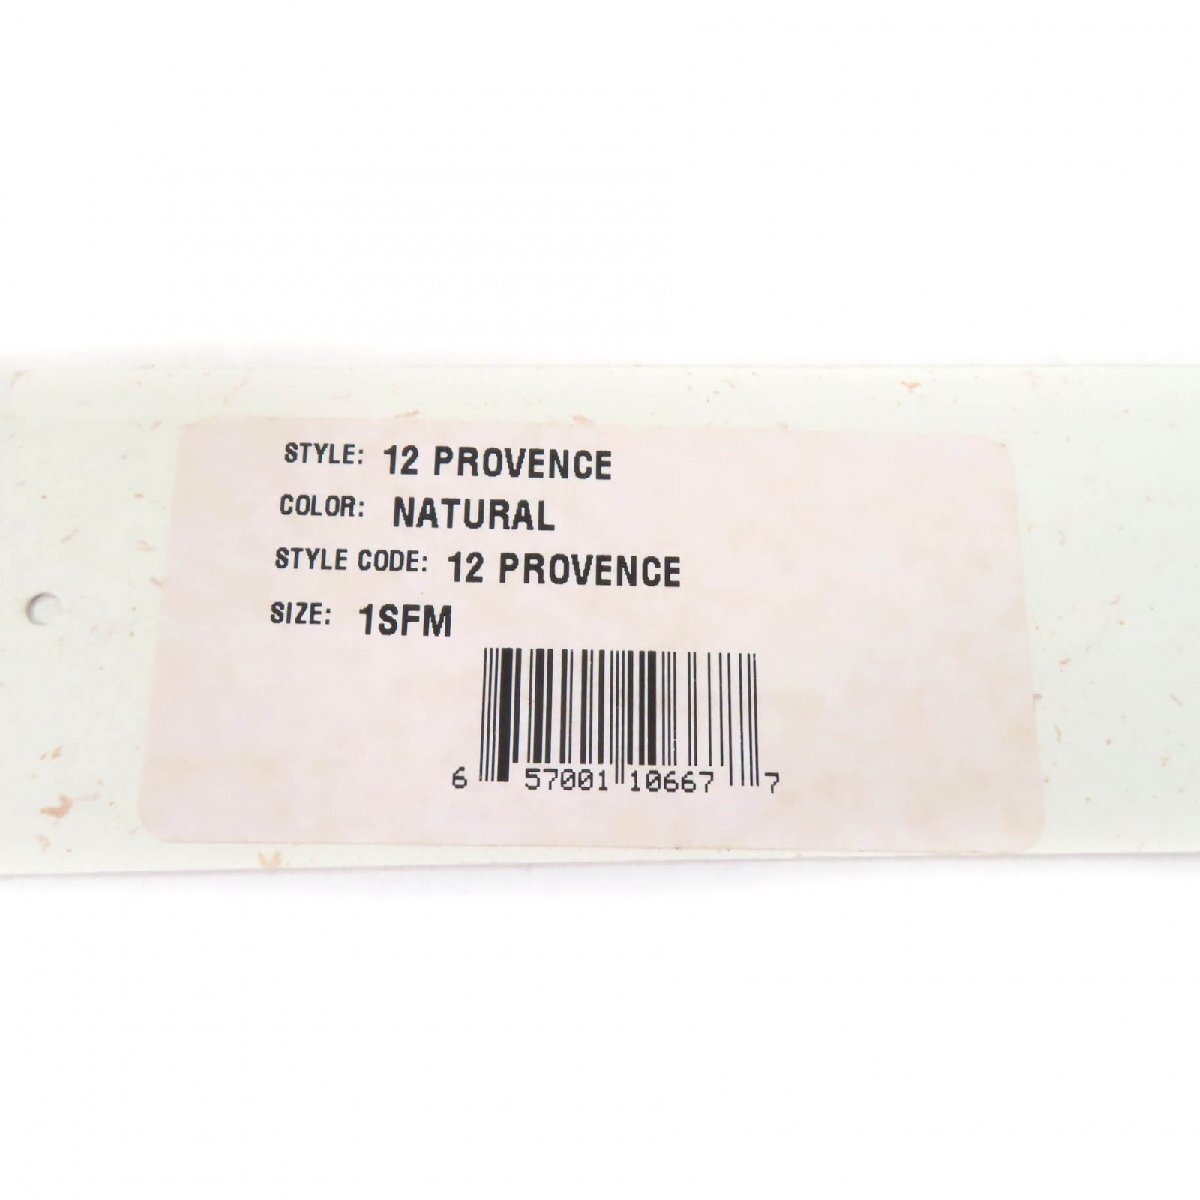 STYLE: 12 PROVENCE
COLOR: NATURAL
STYLE CODE: 12 PROVENCE
SIZE: 1SFM
6 57001 10667 7